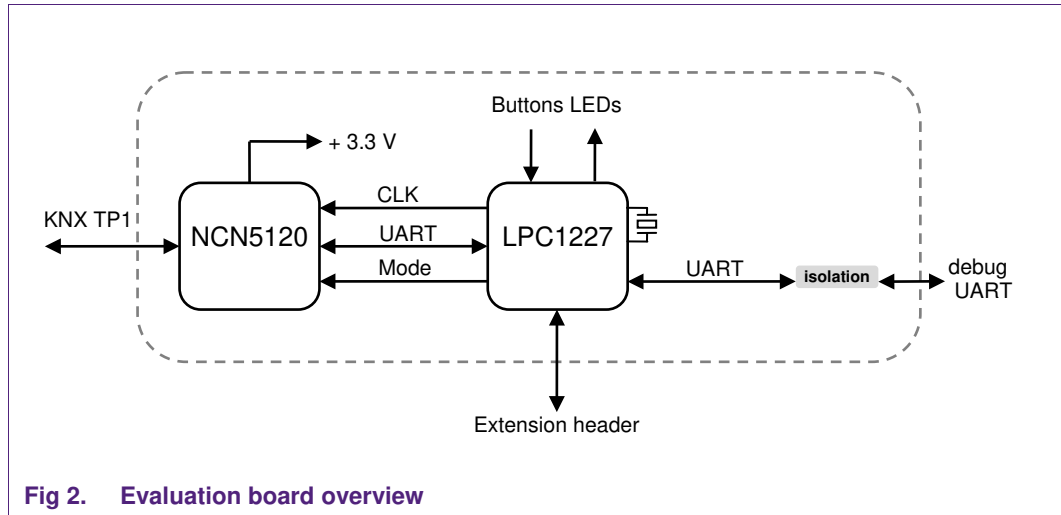 Buttons LEDs
+ 3.3 V
KNX TP1
NCN5120
CLK
UART
Mode
LPC1227
UART
isolation
debug
UART
Extension header
Fig 2. Evaluation board overview